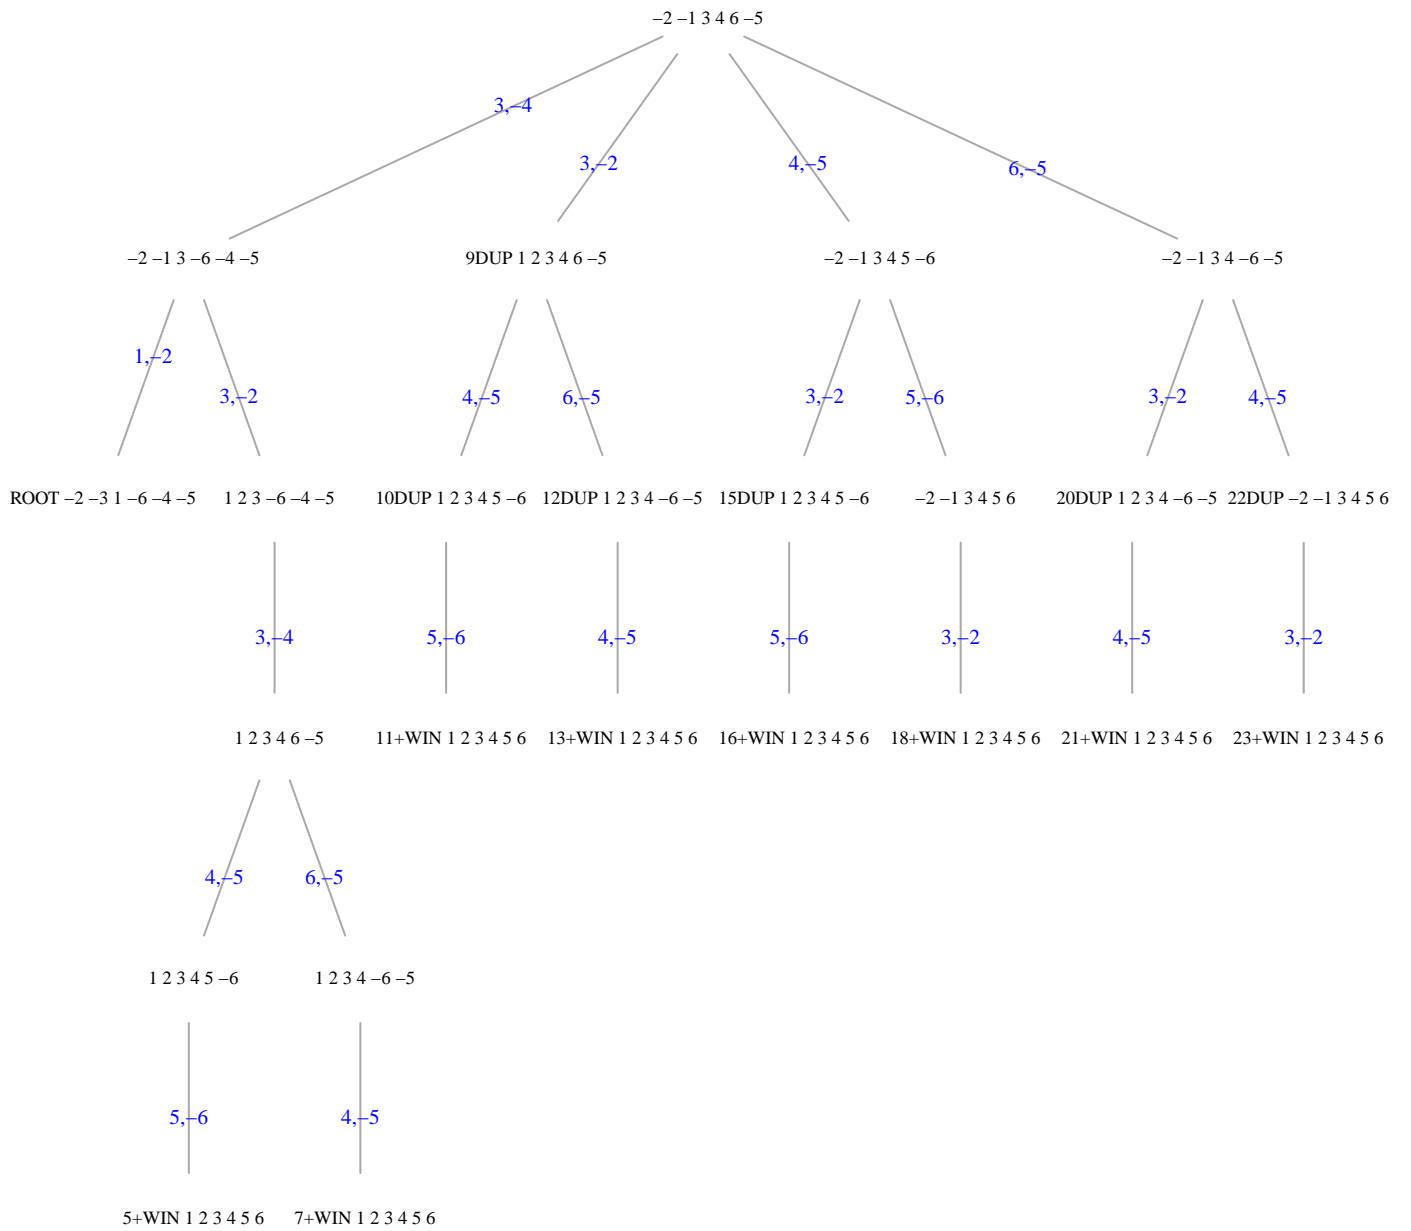 –2 –1 3 4 6 –5
3,–4
3,–2
4,–5
6,–5
–2 –1 3 –6 –4 –5
9DUP 1 2 3 4 6 –5
–2 –1 3 4 5 –6
–2 –1 3 4 –6 –5
1,–2
3,–2
4,–5
6,–5
3,–2
5,–6
3,–2
4,–5
ROOT –2 –3 1 –6 –4 –5
1 2 3 –6 –4 –5
10DUP 1 2 3 4 5 –6
12DUP 1 2 3 4 –6 –5
15DUP 1 2 3 4 5 –6
–2 –1 3 4 5 6
20DUP 1 2 3 4 –6 –5
22DUP –2 –1 3 4 5 6
3,–4
5,–6
4,–5
5,–6
3,–2
4,–5
3,–2
1 2 3 4 6 –5
11+WIN 1 2 3 4 5 6
13+WIN 1 2 3 4 5 6
16+WIN 1 2 3 4 5 6
18+WIN 1 2 3 4 5 6
21+WIN 1 2 3 4 5 6
23+WIN 1 2 3 4 5 6
4,–5
6,–5
1 2 3 4 5 –6
1 2 3 4 –6 –5
5,–6
4,–5
5+WIN 1 2 3 4 5 6
7+WIN 1 2 3 4 5 6